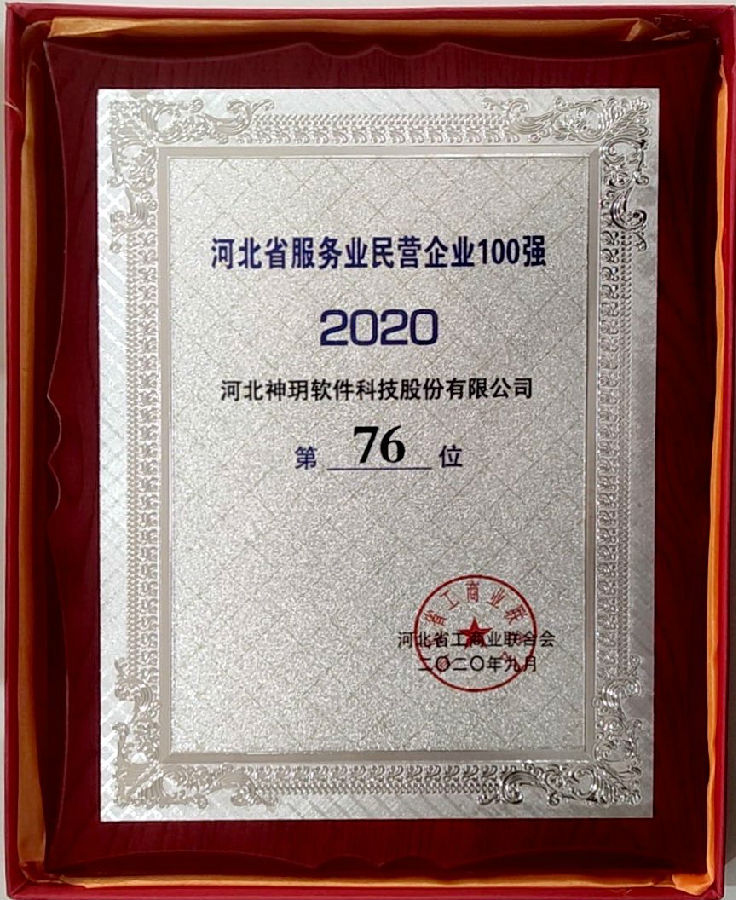 河北省服务业民营企业100强
2020
河北神玥软件科技股份有限公司
第 76 位
河北省工商业联合会
二〇二〇年九月